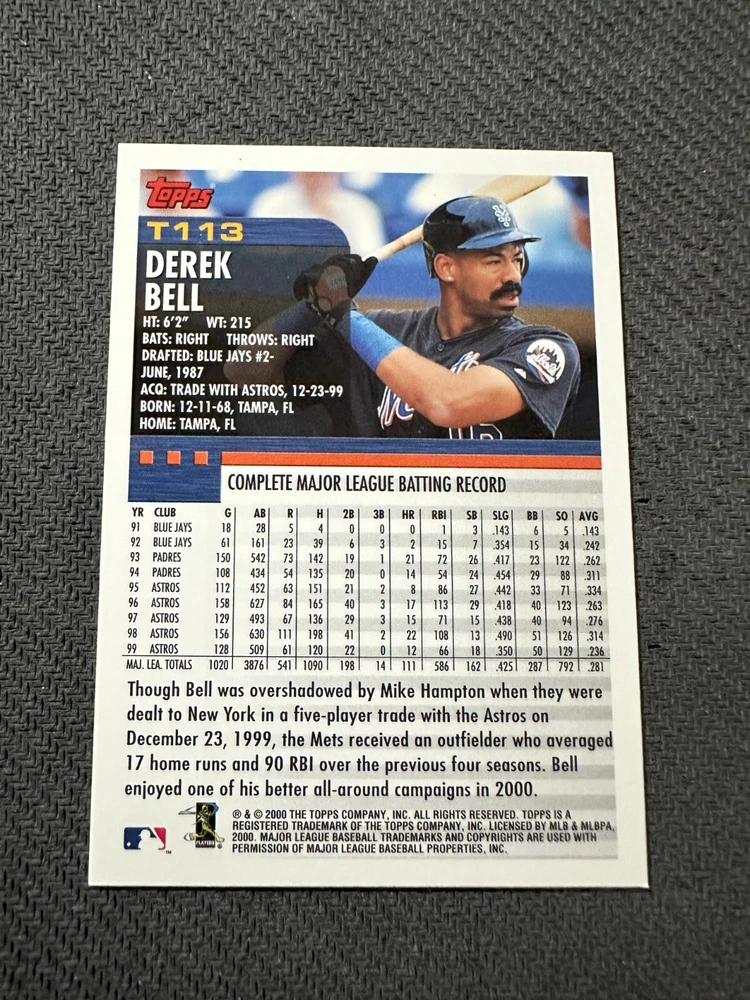 topps
T113
DEREK
BELL
HT: 6'2" WT: 215
BATS: RIGHT THROWS: RIGHT
DRAFTED: BLUE JAYS #2-
JUNE, 1987
ACQ: TRADE WITH ASTROS, 12-23-99
BORN: 12-11-68, TAMPA, FL
HOME: TAMPA, FL
Mets
COMPLETE MAJOR LEAGUE BATTING RECORD
YR CLUB G AB R H 2B 3B HR RBI SB SLG BB SO AVG
91 BLUE JAYS 18 28 5 4 0 0 0 1 3 .143 6 5 .143
92 BLUE JAYS 61 161 23 39 6 3 2 15 7 .354 15 34 .242
93 PADRES 150 542 73 142 19 1 21 72 26 .417 23 122 .262
94 PADRES 108 434 54 135 20 0 14 54 24 .454 29 88 .311
95 ASTROS 112 452 63 151 21 2 8 86 27 .442 33 71 .334
96 ASTROS 158 627 84 165 40 3 17 113 29 .418 40 123 .263
97 ASTROS 129 493 67 136 29 3 15 71 15 .438 40 94 .276
98 ASTROS 156 630 111 198 41 2 22 108 13 .490 51 126 .314
99 ASTROS 128 509 61 120 22 0 12 66 18 .350 50 129 .236
MAJ. LEA. TOTALS 1020 3876 541 1090 198 14 111 586 162 .425 287 792 .281
Though Bell was overshadowed by Mike Hampton when they were
dealt to New York in a five-player trade with the Astros on
December 23, 1999, the Mets received an outfielder who averaged
17 home runs and 90 RBI over the previous four seasons. Bell
enjoyed one of his better all-around campaigns in 2000.
® & © 2000 THE TOPPS COMPANY, INC. ALL RIGHTS RESERVED. TOPPS IS A
REGISTERED TRADEMARK OF THE TOPPS COMPANY, INC. LICENSED BY MLB & MLBPA,
2000. MAJOR LEAGUE BASEBALL TRADEMARKS AND COPYRIGHTS ARE USED WITH
PERMISSION OF MAJOR LEAGUE BASEBALL PROPERTIES, INC.
PLAYERS
TM